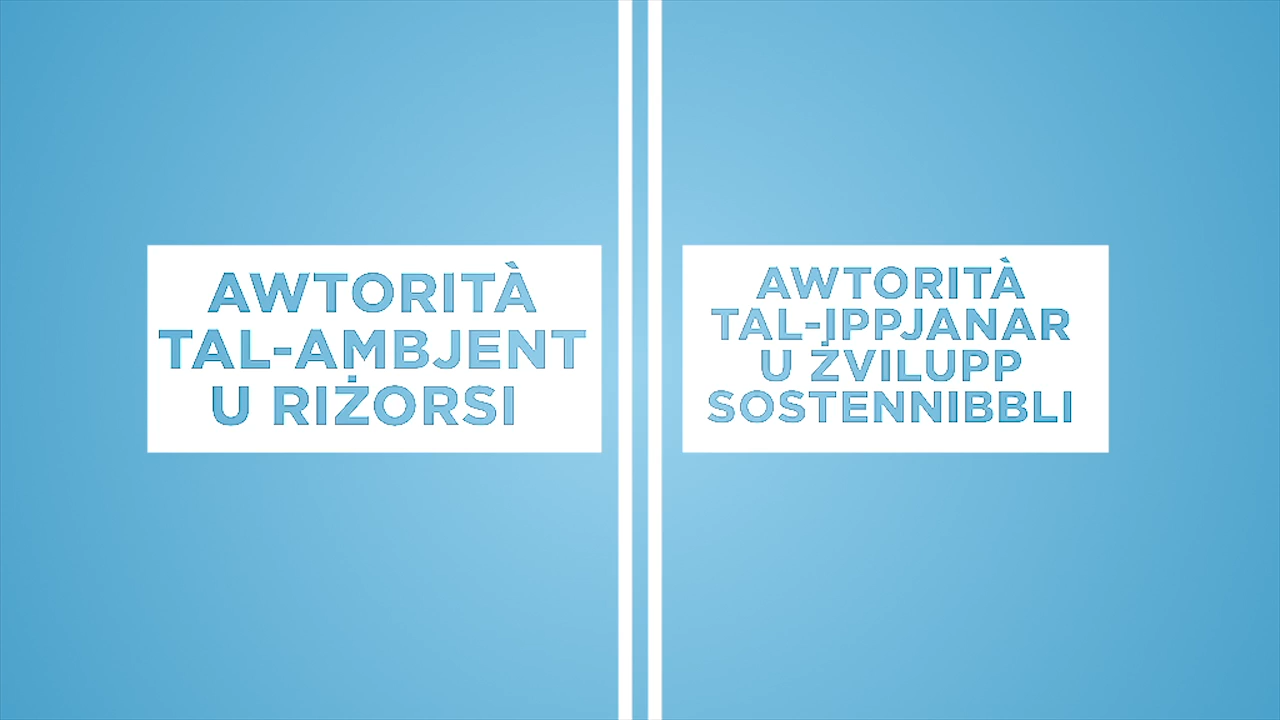 AWTORITÀ
TAL-AMBJENT
U RIŻORSI
AWTORITÀ
TAL-IPPJANAR
U ŻVILUPP
SOSTENNIBBLI